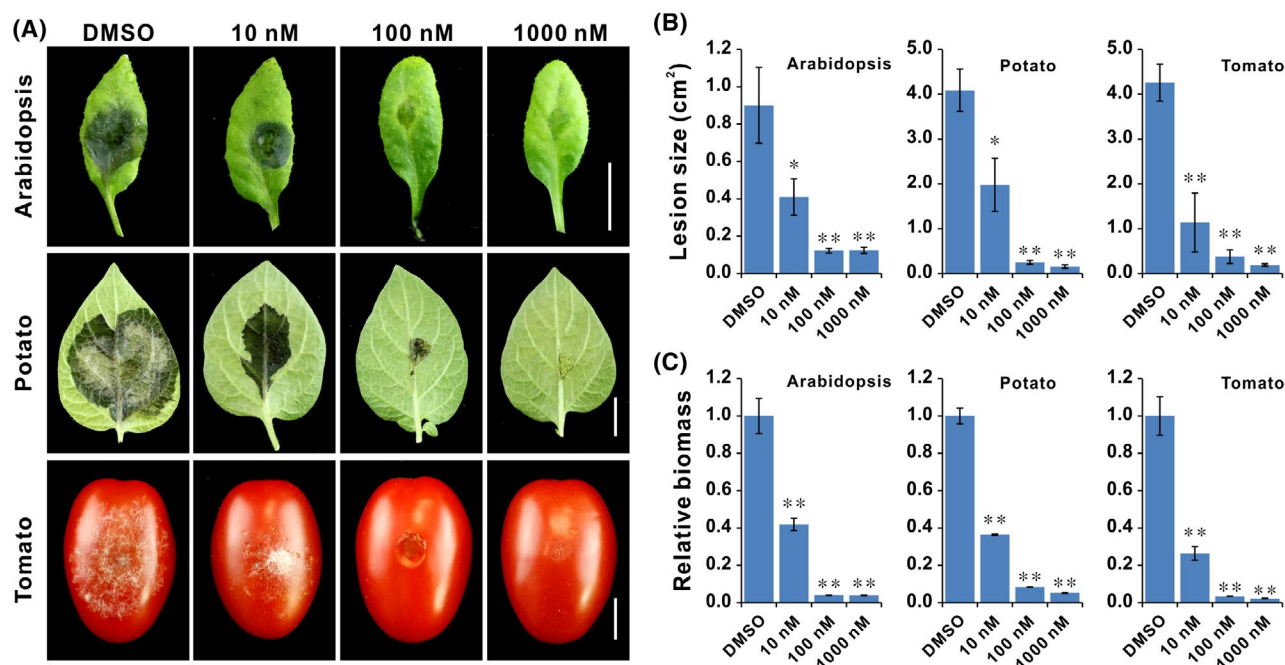 (A)
DMSO 10 nM 100 nM 1000 nM
Arabidopsis
Potato
Tomato
(B)
Lesion size (cm²)
1.2
1.0
0.8
0.6
0.4
0.2
0.0
Arabidopsis
*
**
**
DMSO
10 nM
100 nM
1000 nM
5.0
4.0
3.0
2.0
1.0
0.0
Potato
*
**
**
DMSO
10 nM
100 nM
1000 nM
5.0
4.0
3.0
2.0
1.0
0.0
Tomato
**
**
**
DMSO
10 nM
100 nM
1000 nM
(C)
Relative biomass
1.2
1.0
0.8
0.6
0.4
0.2
0.0
Arabidopsis
**
**
**
DMSO
10 nM
100 nM
1000 nM
1.2
1.0
0.8
0.6
0.4
0.2
0.0
Potato
**
**
**
DMSO
10 nM
100 nM
1000 nM
1.2
1.0
0.8
0.6
0.4
0.2
0.0
Tomato
**
**
**
DMSO
10 nM
100 nM
1000 nM